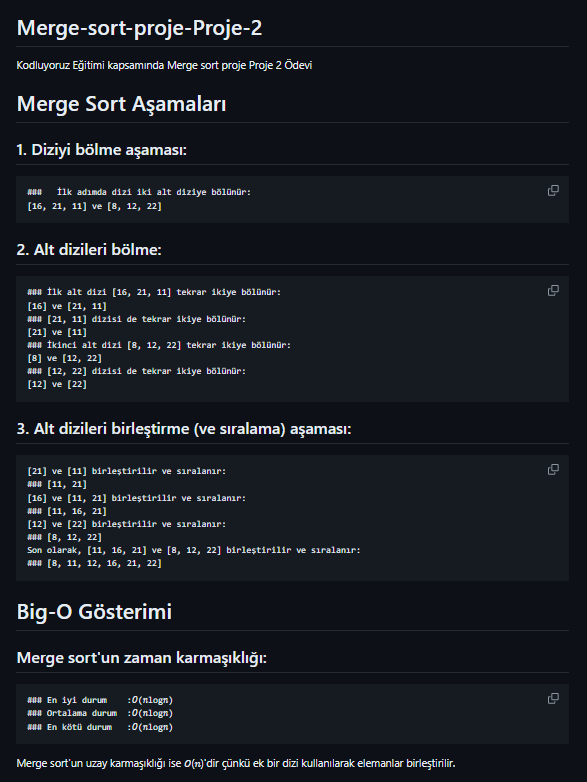 Merge-sort-proje-Proje-2
Kodluyoruz Eğitimi kapsamında Merge sort proje Proje 2 Ödevi
Merge Sort Aşamaları
1. Diziyi bölme aşaması:
###   İlk adımda dizi iki alt diziye bölünür:
[16, 21, 11] ve [8, 12, 22]
2. Alt dizileri bölme:
### İlk alt dizi [16, 21, 11] tekrar ikiye bölünür:
[16] ve [21, 11]
### [21, 11] dizisi de tekrar ikiye bölünür:
[21] ve [11]
### İkinci alt dizi [8, 12, 22] tekrar ikiye bölünür:
[8] ve [12, 22]
### [12, 22] dizisi de tekrar ikiye bölünür:
[12] ve [22]
3. Alt dizileri birleştirme (ve sıralama) aşaması:
[21] ve [11] birleştirilir ve sıralanır:
### [11, 21]
[16] ve [11, 21] birleştirilir ve sıralanır:
### [11, 16, 21]
[12] ve [22] birleştirilir ve sıralanır:
### [8, 12, 22]
Son olarak, [11, 16, 21] ve [8, 12, 22] birleştirilir ve sıralanır:
### [8, 11, 12, 16, 21, 22]
Big-O Gösterimi
Merge sort'un zaman karmaşıklığı:
### En iyi durum    :𝑂(𝑛log𝑛)
### Ortalama durum  :𝑂(𝑛log𝑛)
### En kötü durum   :𝑂(𝑛log𝑛)
Merge sort'un uzay karmaşıklığı ise 𝑂(𝑛)'dir çünkü ek bir dizi kullanılarak elemanlar birleştirilir.